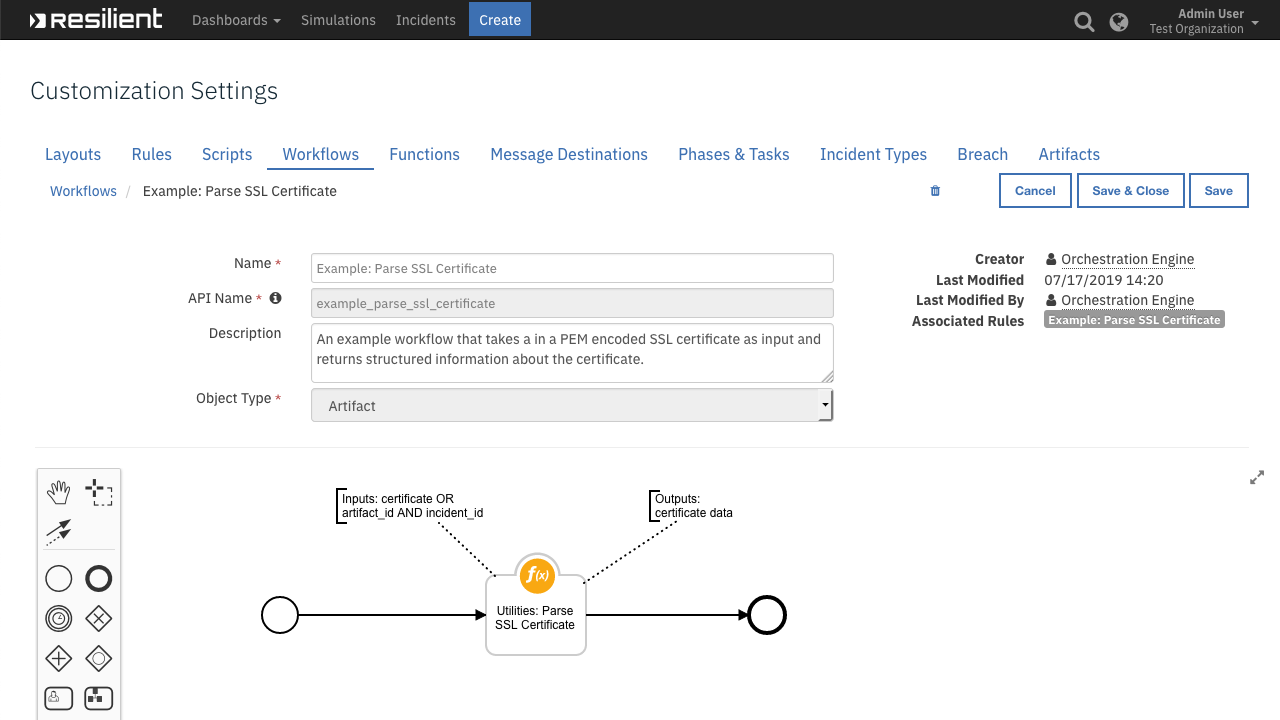 resilient Dashboards Simulations Incidents Create Admin User
Test Organization
Customization Settings
Layouts Rules Scripts Workflows Functions Message Destinations Phases & Tasks Incident Types Breach Artifacts
Workflows / Example: Parse SSL Certificate Cancel Save & Close Save
Name * Example: Parse SSL Certificate
API Name * example_parse_ssl_certificate
Description An example workflow that takes a in a PEM encoded SSL certificate as input and
returns structured information about the certificate.
Object Type * Artifact
Creator Orchestration Engine
Last Modified 07/17/2019 14:20
Last Modified By Orchestration Engine
Associated Rules Example: Parse SSL Certificate
Inputs: certificate OR
artifact_id AND incident_id
Outputs:
certificate data
f(x)
Utilities: Parse
SSL Certificate